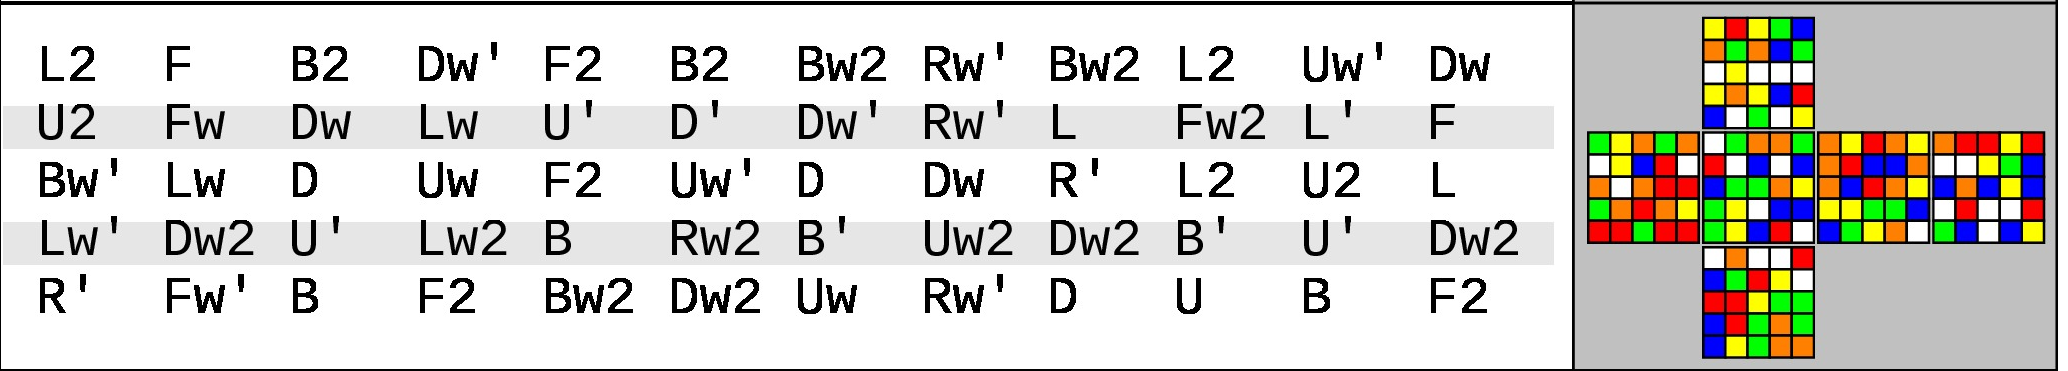 L2 F B2 Dw' F2 B2 Bw2 Rw' Bw2 L2 Uw' Dw
U2 Fw Dw Lw U' D' Dw' Rw' L Fw2 L' F
Bw' Lw D Uw F2 Uw' D Dw R' L2 U2 L
Lw' Dw2 U' Lw2 B Rw2 B' Uw2 Dw2 B' U' Dw2
R' Fw' B F2 Bw2 Dw2 Uw Rw' D U B F2